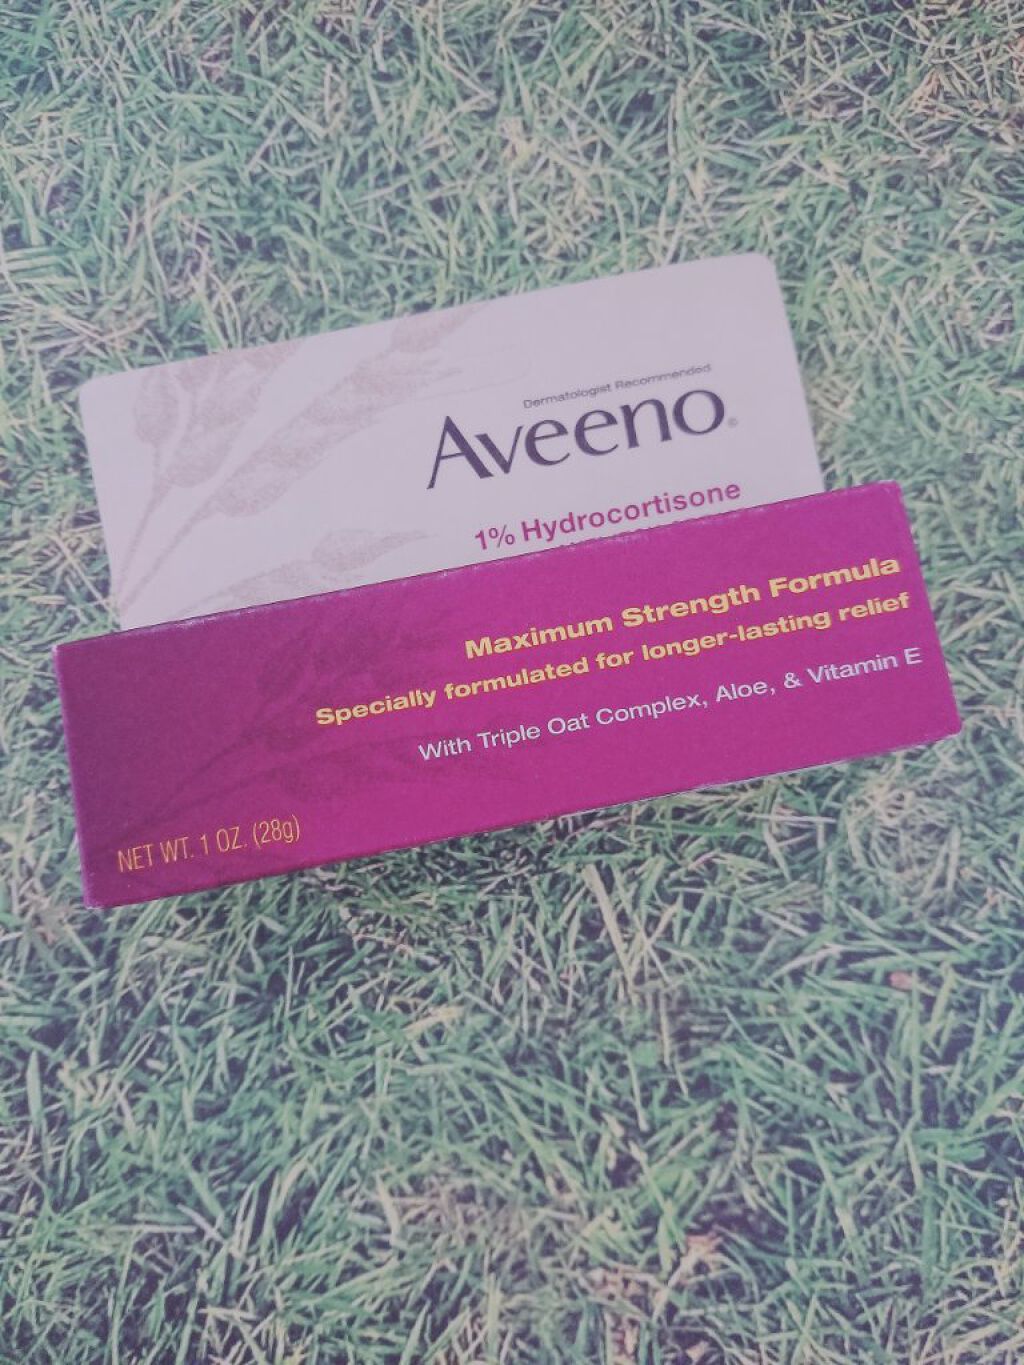 Dermatologist Recommended
Aveeno®
1% Hydrocortisone
Maximum Strength Formula
Specially formulated for longer-lasting relief
With Triple Oat Complex, Aloe, & Vitamin E
NET WT. 1 OZ. (28g)